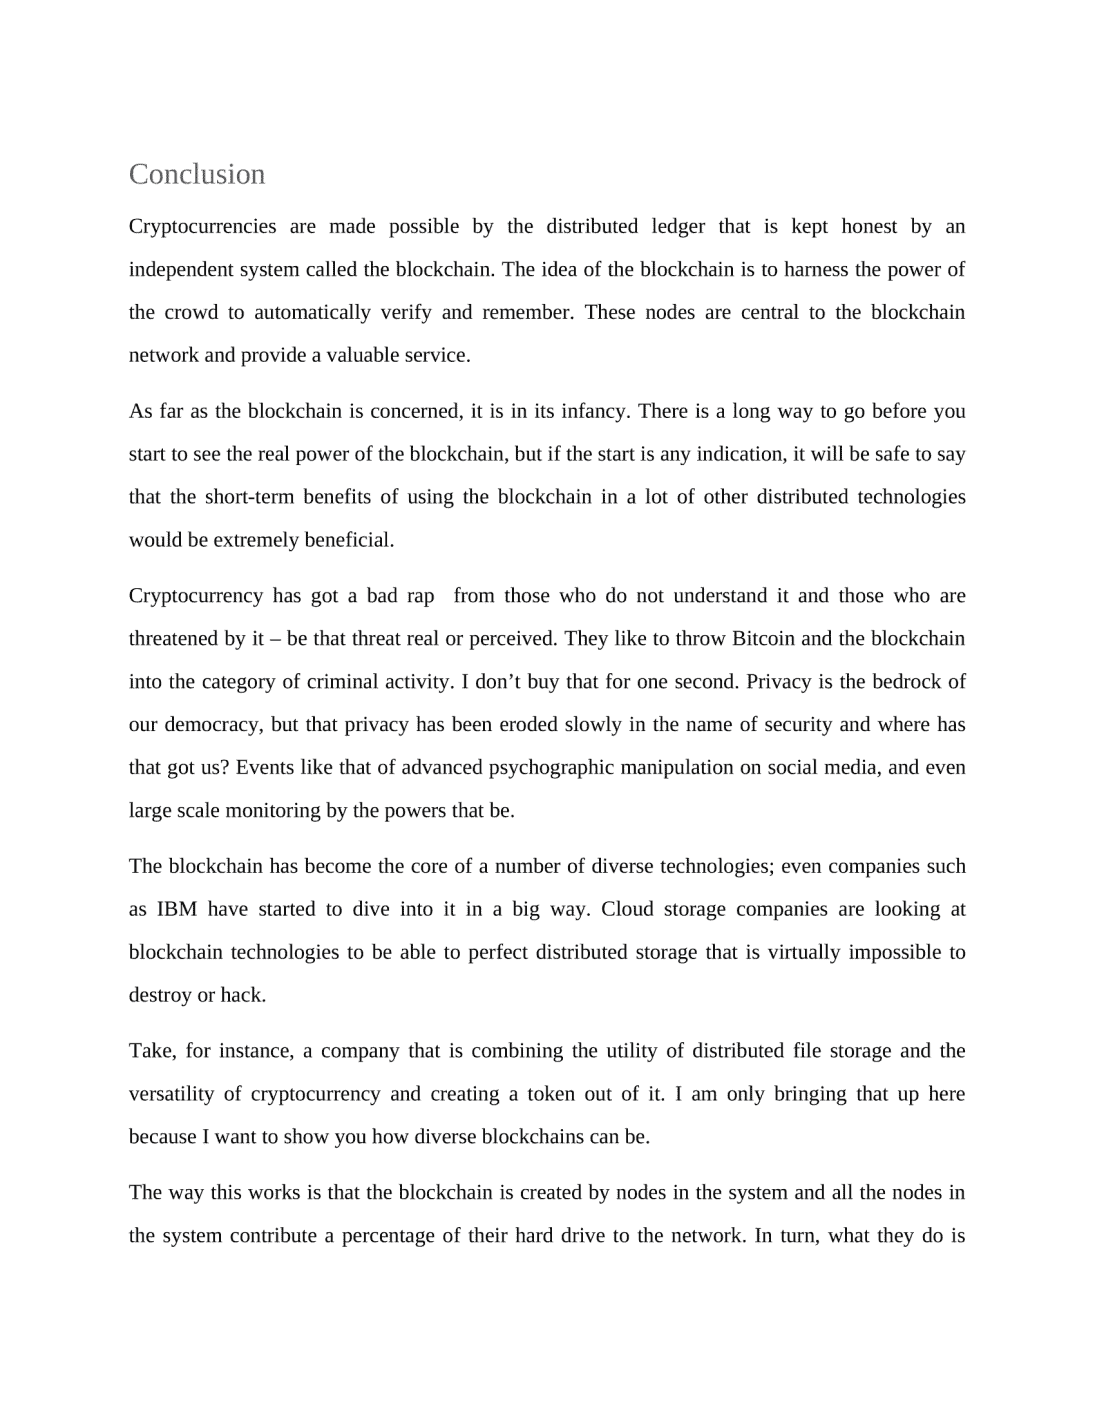 Conclusion
Cryptocurrencies are made possible by the distributed ledger that is kept honest by an
independent system called the blockchain. The idea of the blockchain is to harness the power of
the crowd to automatically verify and remember. These nodes are central to the blockchain
network and provide a valuable service.
As far as the blockchain is concerned, it is in its infancy. There is a long way to go before you
start to see the real power of the blockchain, but if the start is any indication, it will be safe to say
that the short-term benefits of using the blockchain in a lot of other distributed technologies
would be extremely beneficial.
Cryptocurrency has got a bad rap  from those who do not understand it and those who are
threatened by it – be that threat real or perceived. They like to throw Bitcoin and the blockchain
into the category of criminal activity. I don’t buy that for one second. Privacy is the bedrock of
our democracy, but that privacy has been eroded slowly in the name of security and where has
that got us? Events like that of advanced psychographic manipulation on social media, and even
large scale monitoring by the powers that be.
The blockchain has become the core of a number of diverse technologies; even companies such
as IBM have started to dive into it in a big way. Cloud storage companies are looking at
blockchain technologies to be able to perfect distributed storage that is virtually impossible to
destroy or hack.
Take, for instance, a company that is combining the utility of distributed file storage and the
versatility of cryptocurrency and creating a token out of it. I am only bringing that up here
because I want to show you how diverse blockchains can be.
The way this works is that the blockchain is created by nodes in the system and all the nodes in
the system contribute a percentage of their hard drive to the network. In turn, what they do is